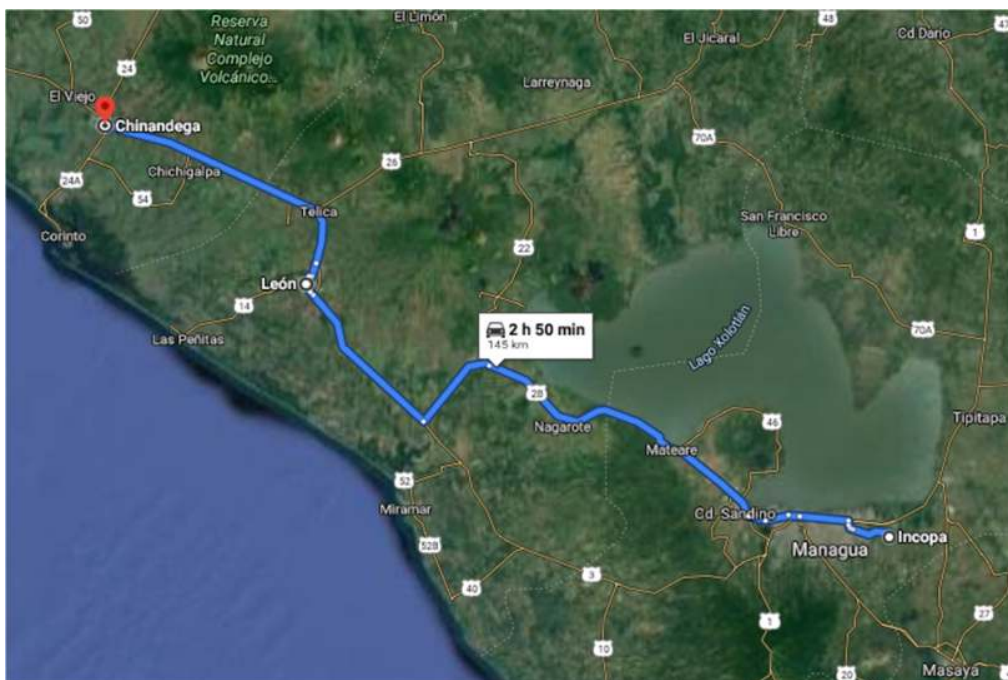 50
El Limón
48
47
Reserva
Natural
Complejo
Volcánico...
El Jicaral
Cd. Darío
24
Larreynaga
El Viejo
Chinandega
70A
26
Chichigalpa
24A
54
Telica
San Francisco
Libre
1
Corinto
22
León
14
2 h 50 min
145 km
Las Peñitas
70A
Lago Xolotlán
28
Nagarote
46
Tipitapa
Mateare
52
Miramar
Cd. Sandino
Managua
Incopa
52B
40
3
1
27
10
20
Masaya